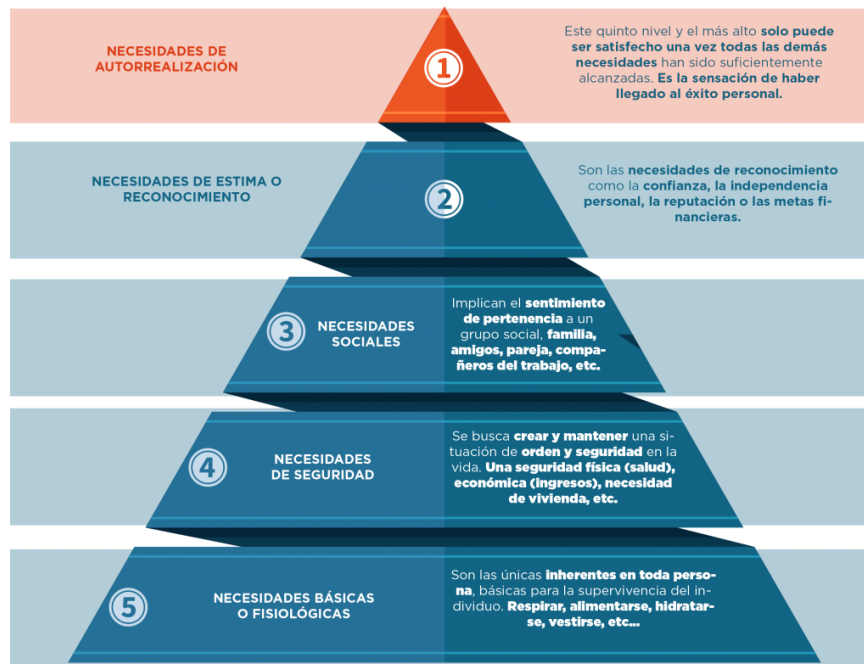 NECESIDADES DE
AUTORREALIZACIÓN
1
Este quinto nivel y el más alto solo puede
ser satisfecho una vez todas las demás
necesidades han sido suficientemente
alcanzadas. Es la sensación de haber
llegado al éxito personal.
NECESIDADES DE ESTIMA O
RECONOCIMIENTO
2
Son las necesidades de reconocimiento
como la confianza, la independencia
personal, la reputación o las metas fi-
nancieras.
3
NECESIDADES
SOCIALES
Implican el sentimiento
de pertenencia a un
grupo social, familia,
amigos, pareja, compa-
ñeros del trabajo, etc.
4
NECESIDADES
DE SEGURIDAD
Se busca crear y mantener una si-
tuación de orden y seguridad en la
vida. Una seguridad física (salud),
económica (ingresos), necesidad
de vivienda, etc.
5
NECESIDADES BÁSICAS
O FISIOLÓGICAS
Son las únicas inherentes en toda perso-
na, básicas para la supervivencia del in-
dividuo. Respirar, alimentarse, hidratar-
se, vestirse, etc...